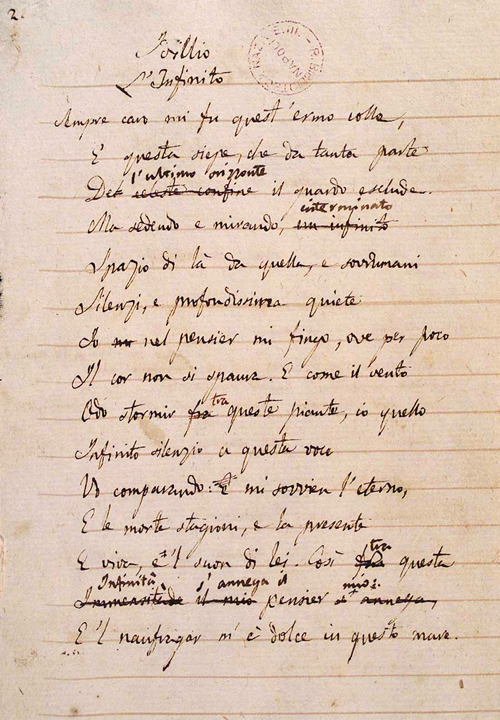 2.
Idillio
L'Infinito
Sempre caro mi fu quest'ermo colle,
E questa siepe, che da tanta parte
l'ultimo orizonte
Del celeste confine il guardo esclude.
interminato
Ma sedendo e mirando, un infinito
Spazio di là da quella, e sovrumani
Silenzi, e profondissima quiete
Io nel pensier mi fingo, ove per poco
Il cor non si spaura. E come il vento
tra
Odo stormir fra queste piante, io quello
Infinito silenzio a questa voce
Vo comparando: E mi sovvien l'eterno,
E le morte stagioni, e la presente
E viva, e 'l suon di lei. Così fra questa
tra
Infinità s'annega il mio:
Immensitade il mio pensier s'annega,
E 'l naufragar m'è dolce in questo mare.